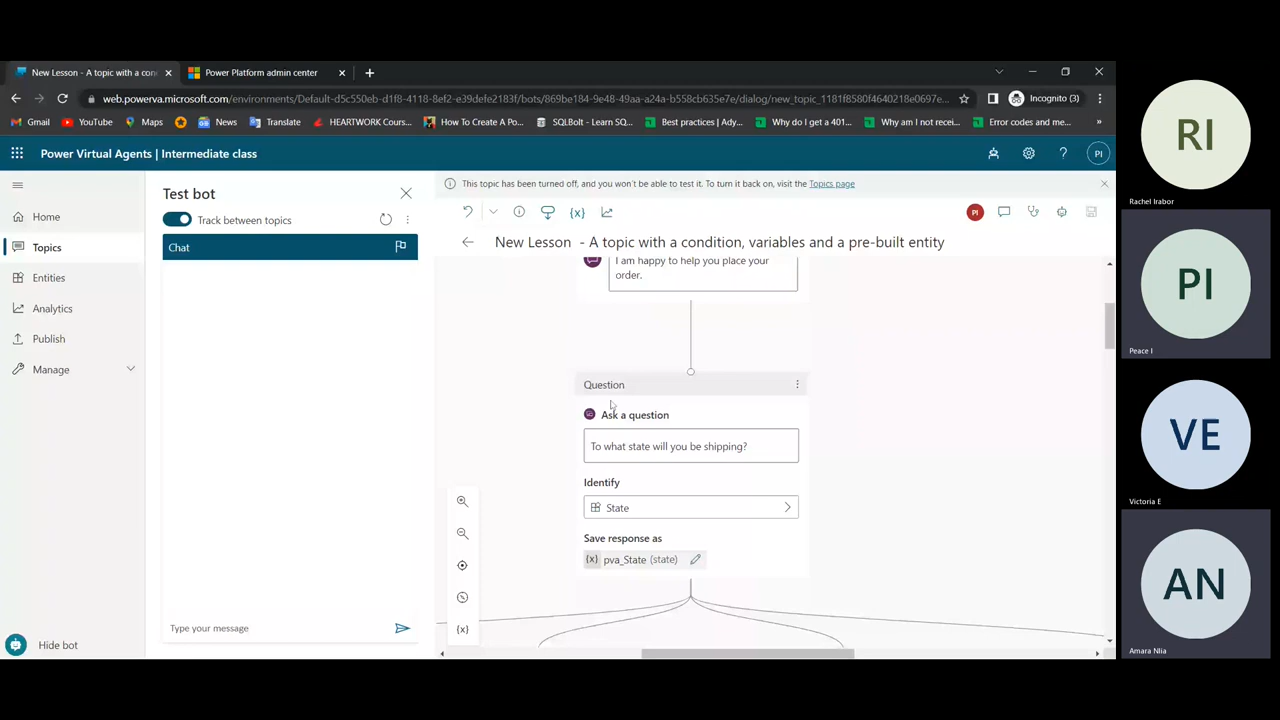 New Lesson - A topic with a con
Power Platform admin center
web.powerva.microsoft.com/environments/Default-d5c550eb-d1f8-4118-8ef2-e39defe2183f/bots/869be184-9e48-49aa-a24a-b558cb635e7e/dialog/new_topic_1181f8580f4640218e0697e...
Incognito (3)
Gmail
YouTube
Maps
News
Translate
HEARTWORK Cours...
How To Create A Po...
SQLBolt - Learn SQ...
Best practices | Ady...
Why do I get a 401...
Why am I not recei...
Error codes and me...
»
Power Virtual Agents | Intermediate class
PI
Home
Topics
Entities
Analytics
Publish
Manage
Hide bot
Test bot
Track between topics
Chat
Type your message
This topic has been turned off, and you won't be able to test it. To turn it back on, visit the Topics page
{x}
PI
New Lesson - A topic with a condition, variables and a pre-built entity
I am happy to help you place your
order.
Question
Ask a question
To what state will you be shipping?
Identify
State
Save response as
{x} pva_State (state)
{x}
RI
Rachel Irabor
PI
Peace I
VE
Victoria E
AN
Amara Nlia